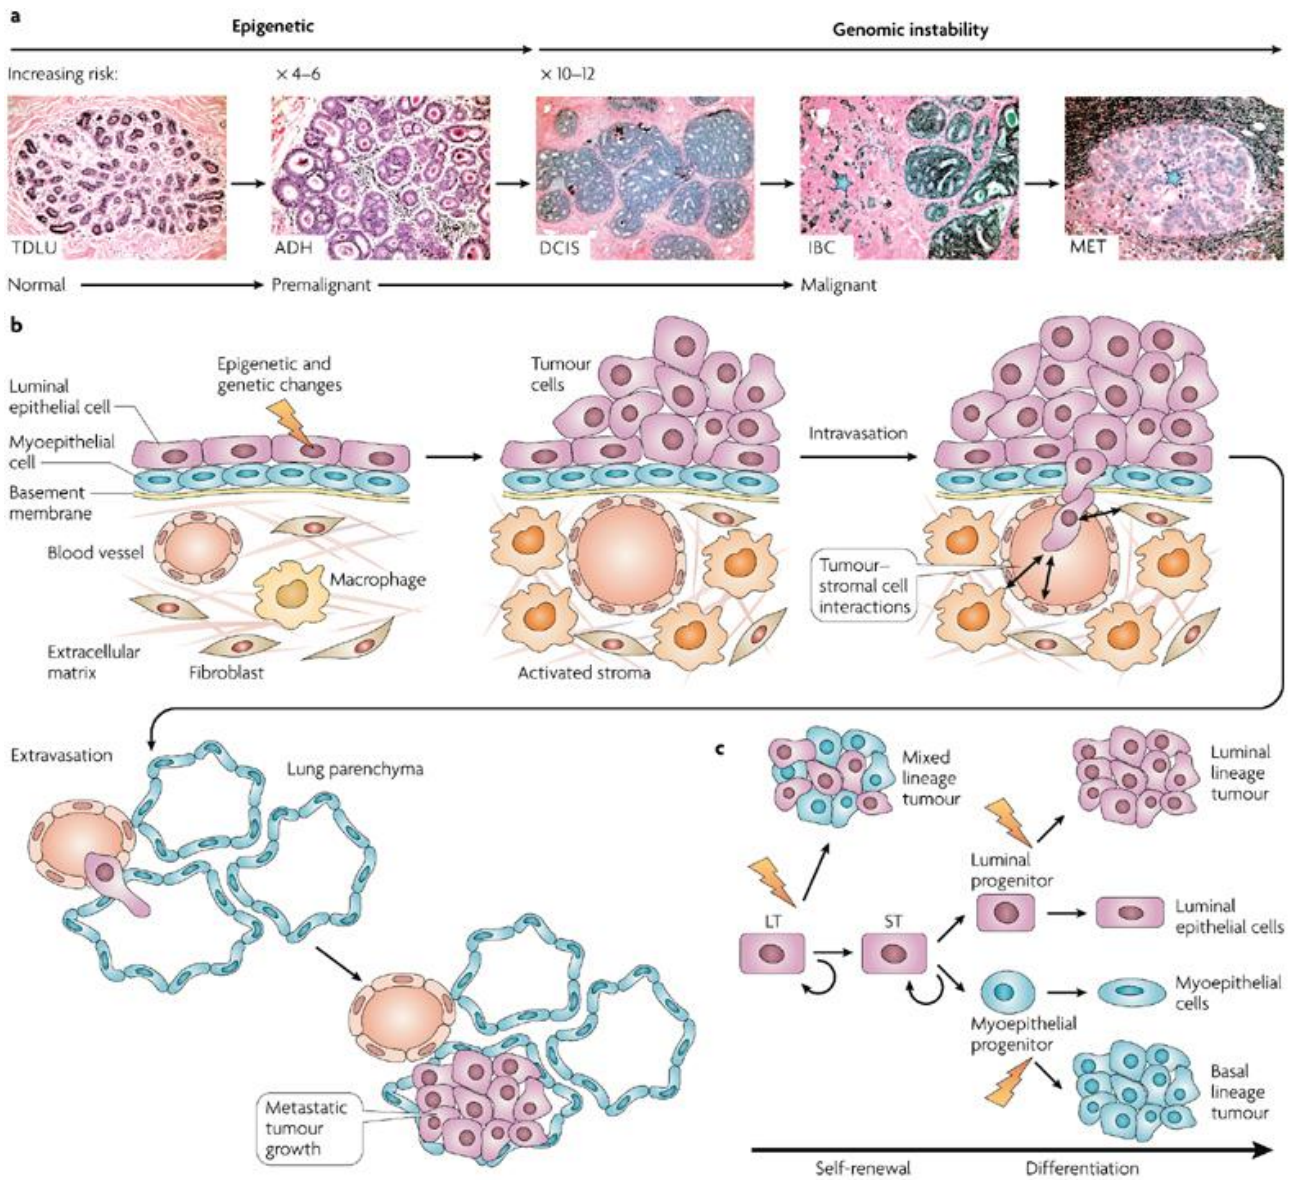 a
Epigenetic
Genomic instability
Increasing risk:
× 4–6
× 10–12
TDLU
ADH
DCIS
IBC
MET
Normal
Premalignant
Malignant
b
Luminal
epithelial cell
Epigenetic and
genetic changes
Myoepithelial
cell
Basement
membrane
Blood vessel
Macrophage
Extracellular
matrix
Fibroblast
Tumour
cells
Activated stroma
Intravasation
Tumour–
stromal cell
interactions
Extravasation
Lung parenchyma
Metastatic
tumour
growth
c
Mixed
lineage
tumour
Luminal
lineage
tumour
Luminal
progenitor
LT
ST
Luminal
epithelial cells
Myoepithelial
cells
Myoepithelial
progenitor
Basal
lineage
tumour
Self-renewal
Differentiation